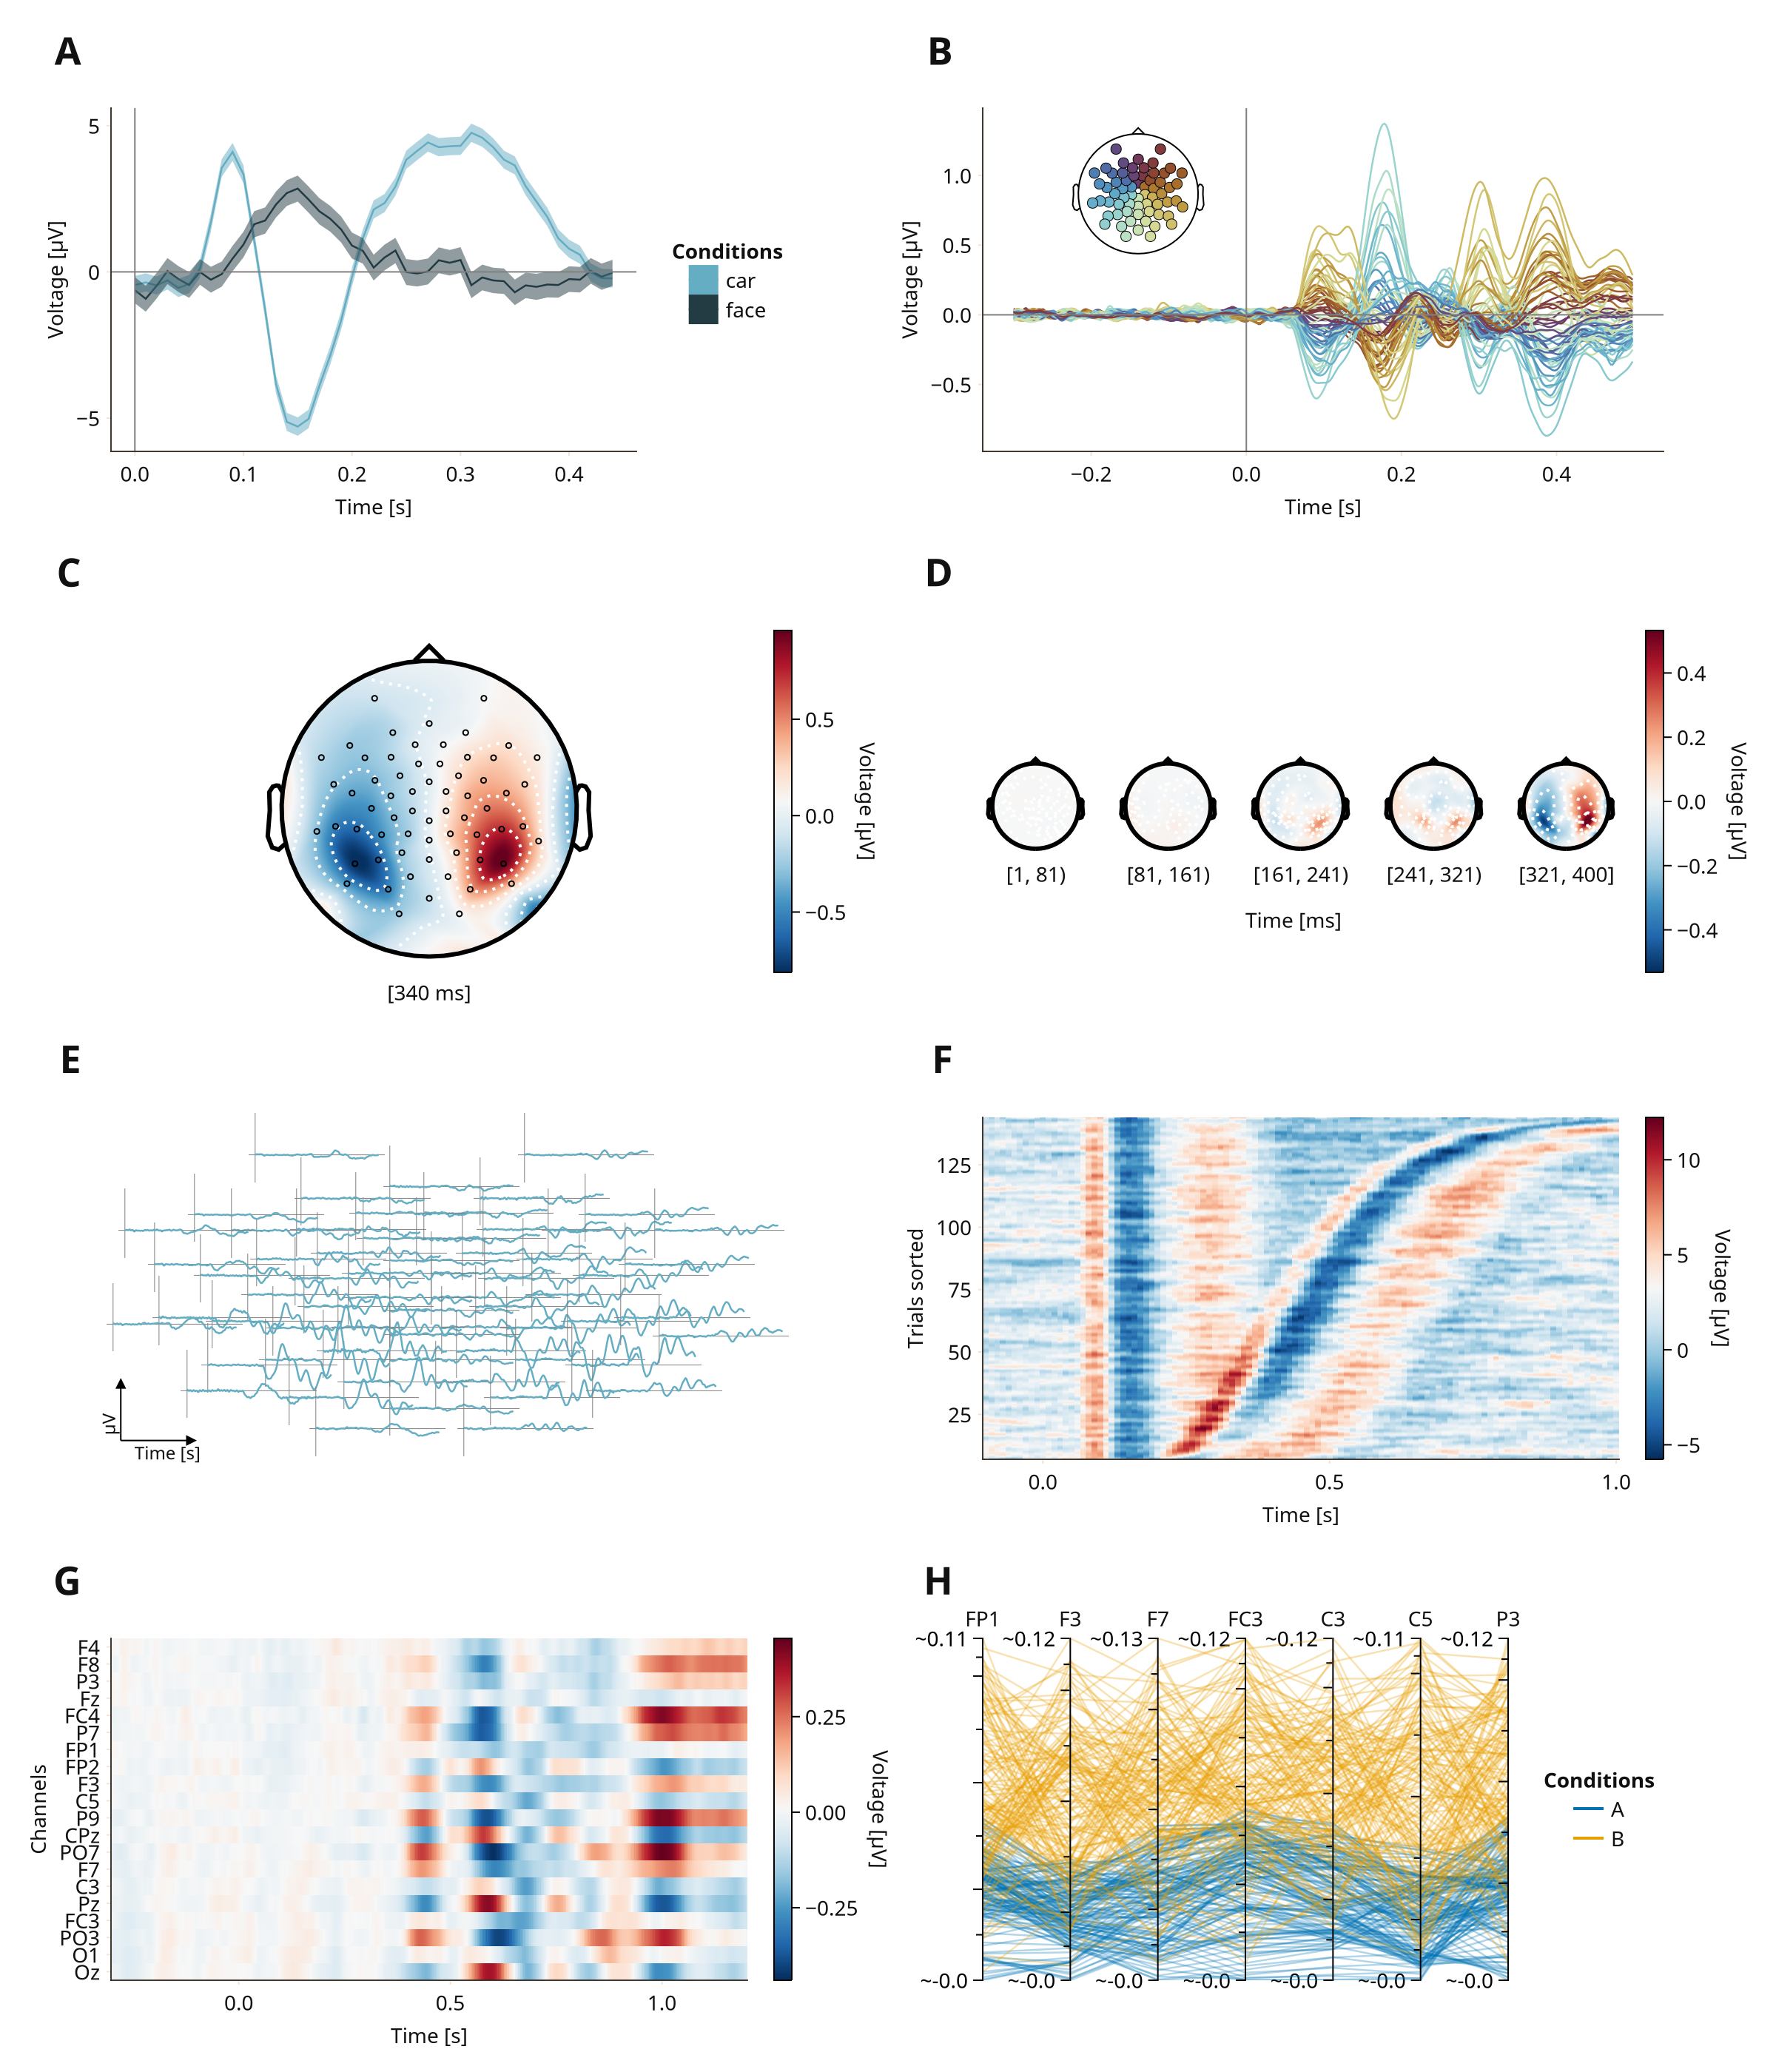 A
5
0
−5
Voltage [µV]
0.0 0.1 0.2 0.3 0.4
Time [s]
Conditions
car
face
B
1.0
0.5
0.0
−0.5
Voltage [µV]
−0.2 0.0 0.2 0.4
Time [s]
C
[340 ms]
0.5
0.0
−0.5
Voltage [µV]
D
[1, 81) [81, 161) [161, 241) [241, 321) [321, 400]
Time [ms]
0.4
0.2
0.0
−0.2
−0.4
Voltage [µV]
E
µV
Time [s]
F
125
100
75
50
25
Trials sorted
0.0 0.5 1.0
Time [s]
10
5
0
−5
Voltage [µV]
G
F4
F8
P3
Fz
FC4
P7
FP1
FP2
F3
C5
P9
CPz
PO7
F7
C3
Pz
FC3
PO3
O1
Oz
Channels
0.0 0.5 1.0
Time [s]
0.25
0.00
−0.25
Voltage [µV]
H
FP1 F3 F7 FC3 C3 C5 P3
~0.11 ~0.12 ~0.13 ~0.12 ~0.12 ~0.11 ~0.12
~-0.0 ~-0.0 ~-0.0 ~-0.0 ~-0.0 ~-0.0 ~-0.0
Conditions
A
B